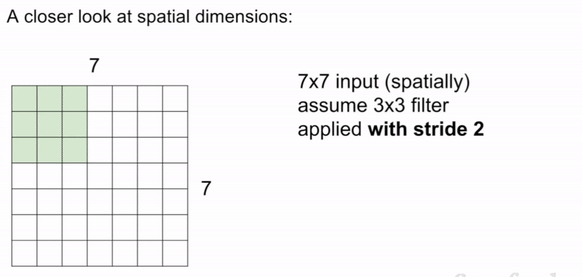 A closer look at spatial dimensions:
7
7x7 input (spatially)
assume 3x3 filter
applied with stride 2
7